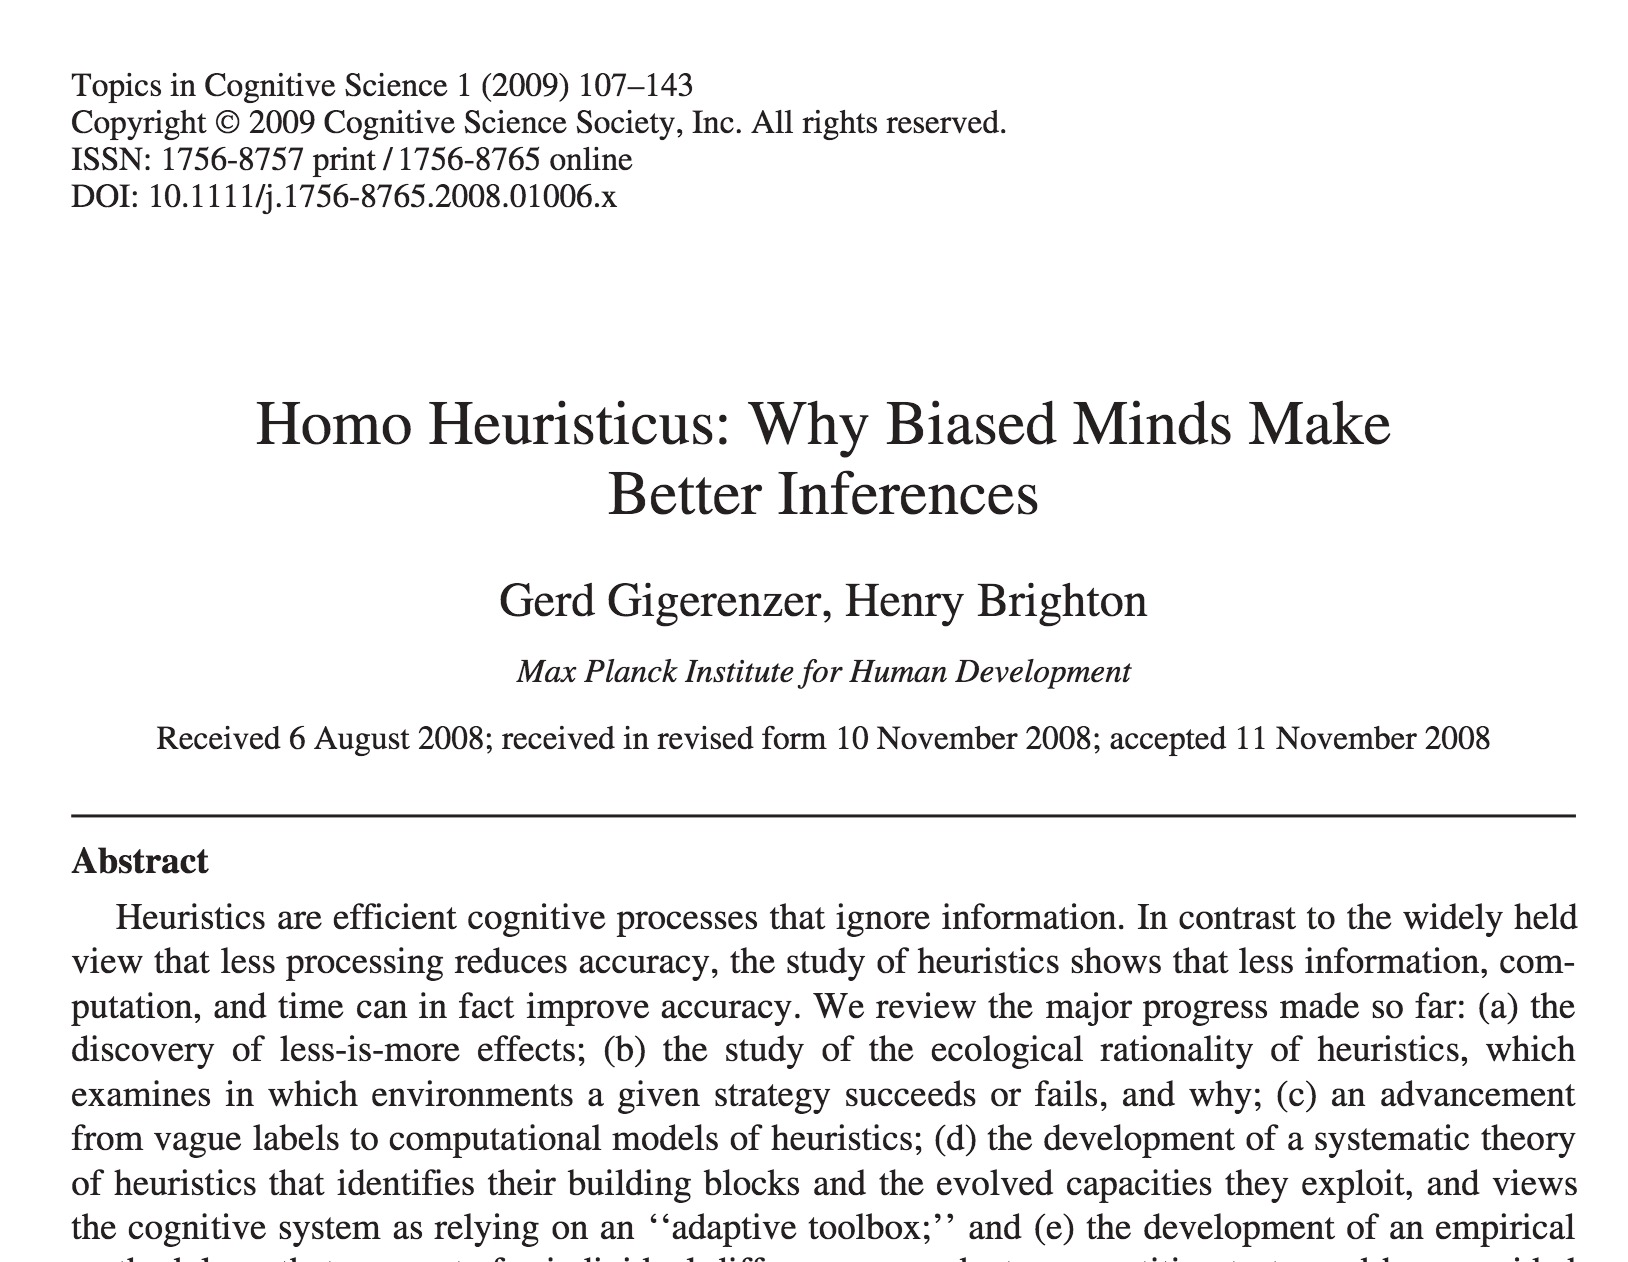 Topics in Cognitive Science 1 (2009) 107–143
Copyright © 2009 Cognitive Science Society, Inc. All rights reserved.
ISSN: 1756-8757 print / 1756-8765 online
DOI: 10.1111/j.1756-8765.2008.01006.x
Homo Heuristicus: Why Biased Minds Make
Better Inferences
Gerd Gigerenzer, Henry Brighton
Max Planck Institute for Human Development
Received 6 August 2008; received in revised form 10 November 2008; accepted 11 November 2008
Abstract
Heuristics are efficient cognitive processes that ignore information. In contrast to the widely held
view that less processing reduces accuracy, the study of heuristics shows that less information, com-
putation, and time can in fact improve accuracy. We review the major progress made so far: (a) the
discovery of less-is-more effects; (b) the study of the ecological rationality of heuristics, which
examines in which environments a given strategy succeeds or fails, and why; (c) an advancement
from vague labels to computational models of heuristics; (d) the development of a systematic theory
of heuristics that identifies their building blocks and the evolved capacities they exploit, and views
the cognitive system as relying on an ‘‘adaptive toolbox;’’ and (e) the development of an empirical